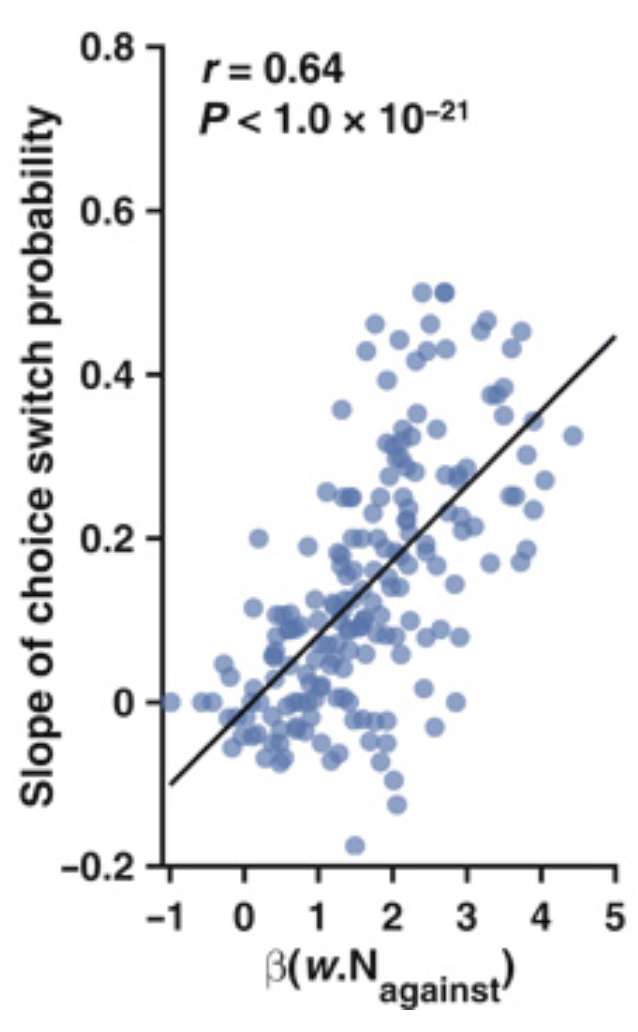 r = 0.64
P < 1.0 × 10⁻²¹
Slope of choice switch probability
0.8
0.6
0.4
0.2
0
−0.2
−1 0 1 2 3 4 5
β(w.Nagainst)